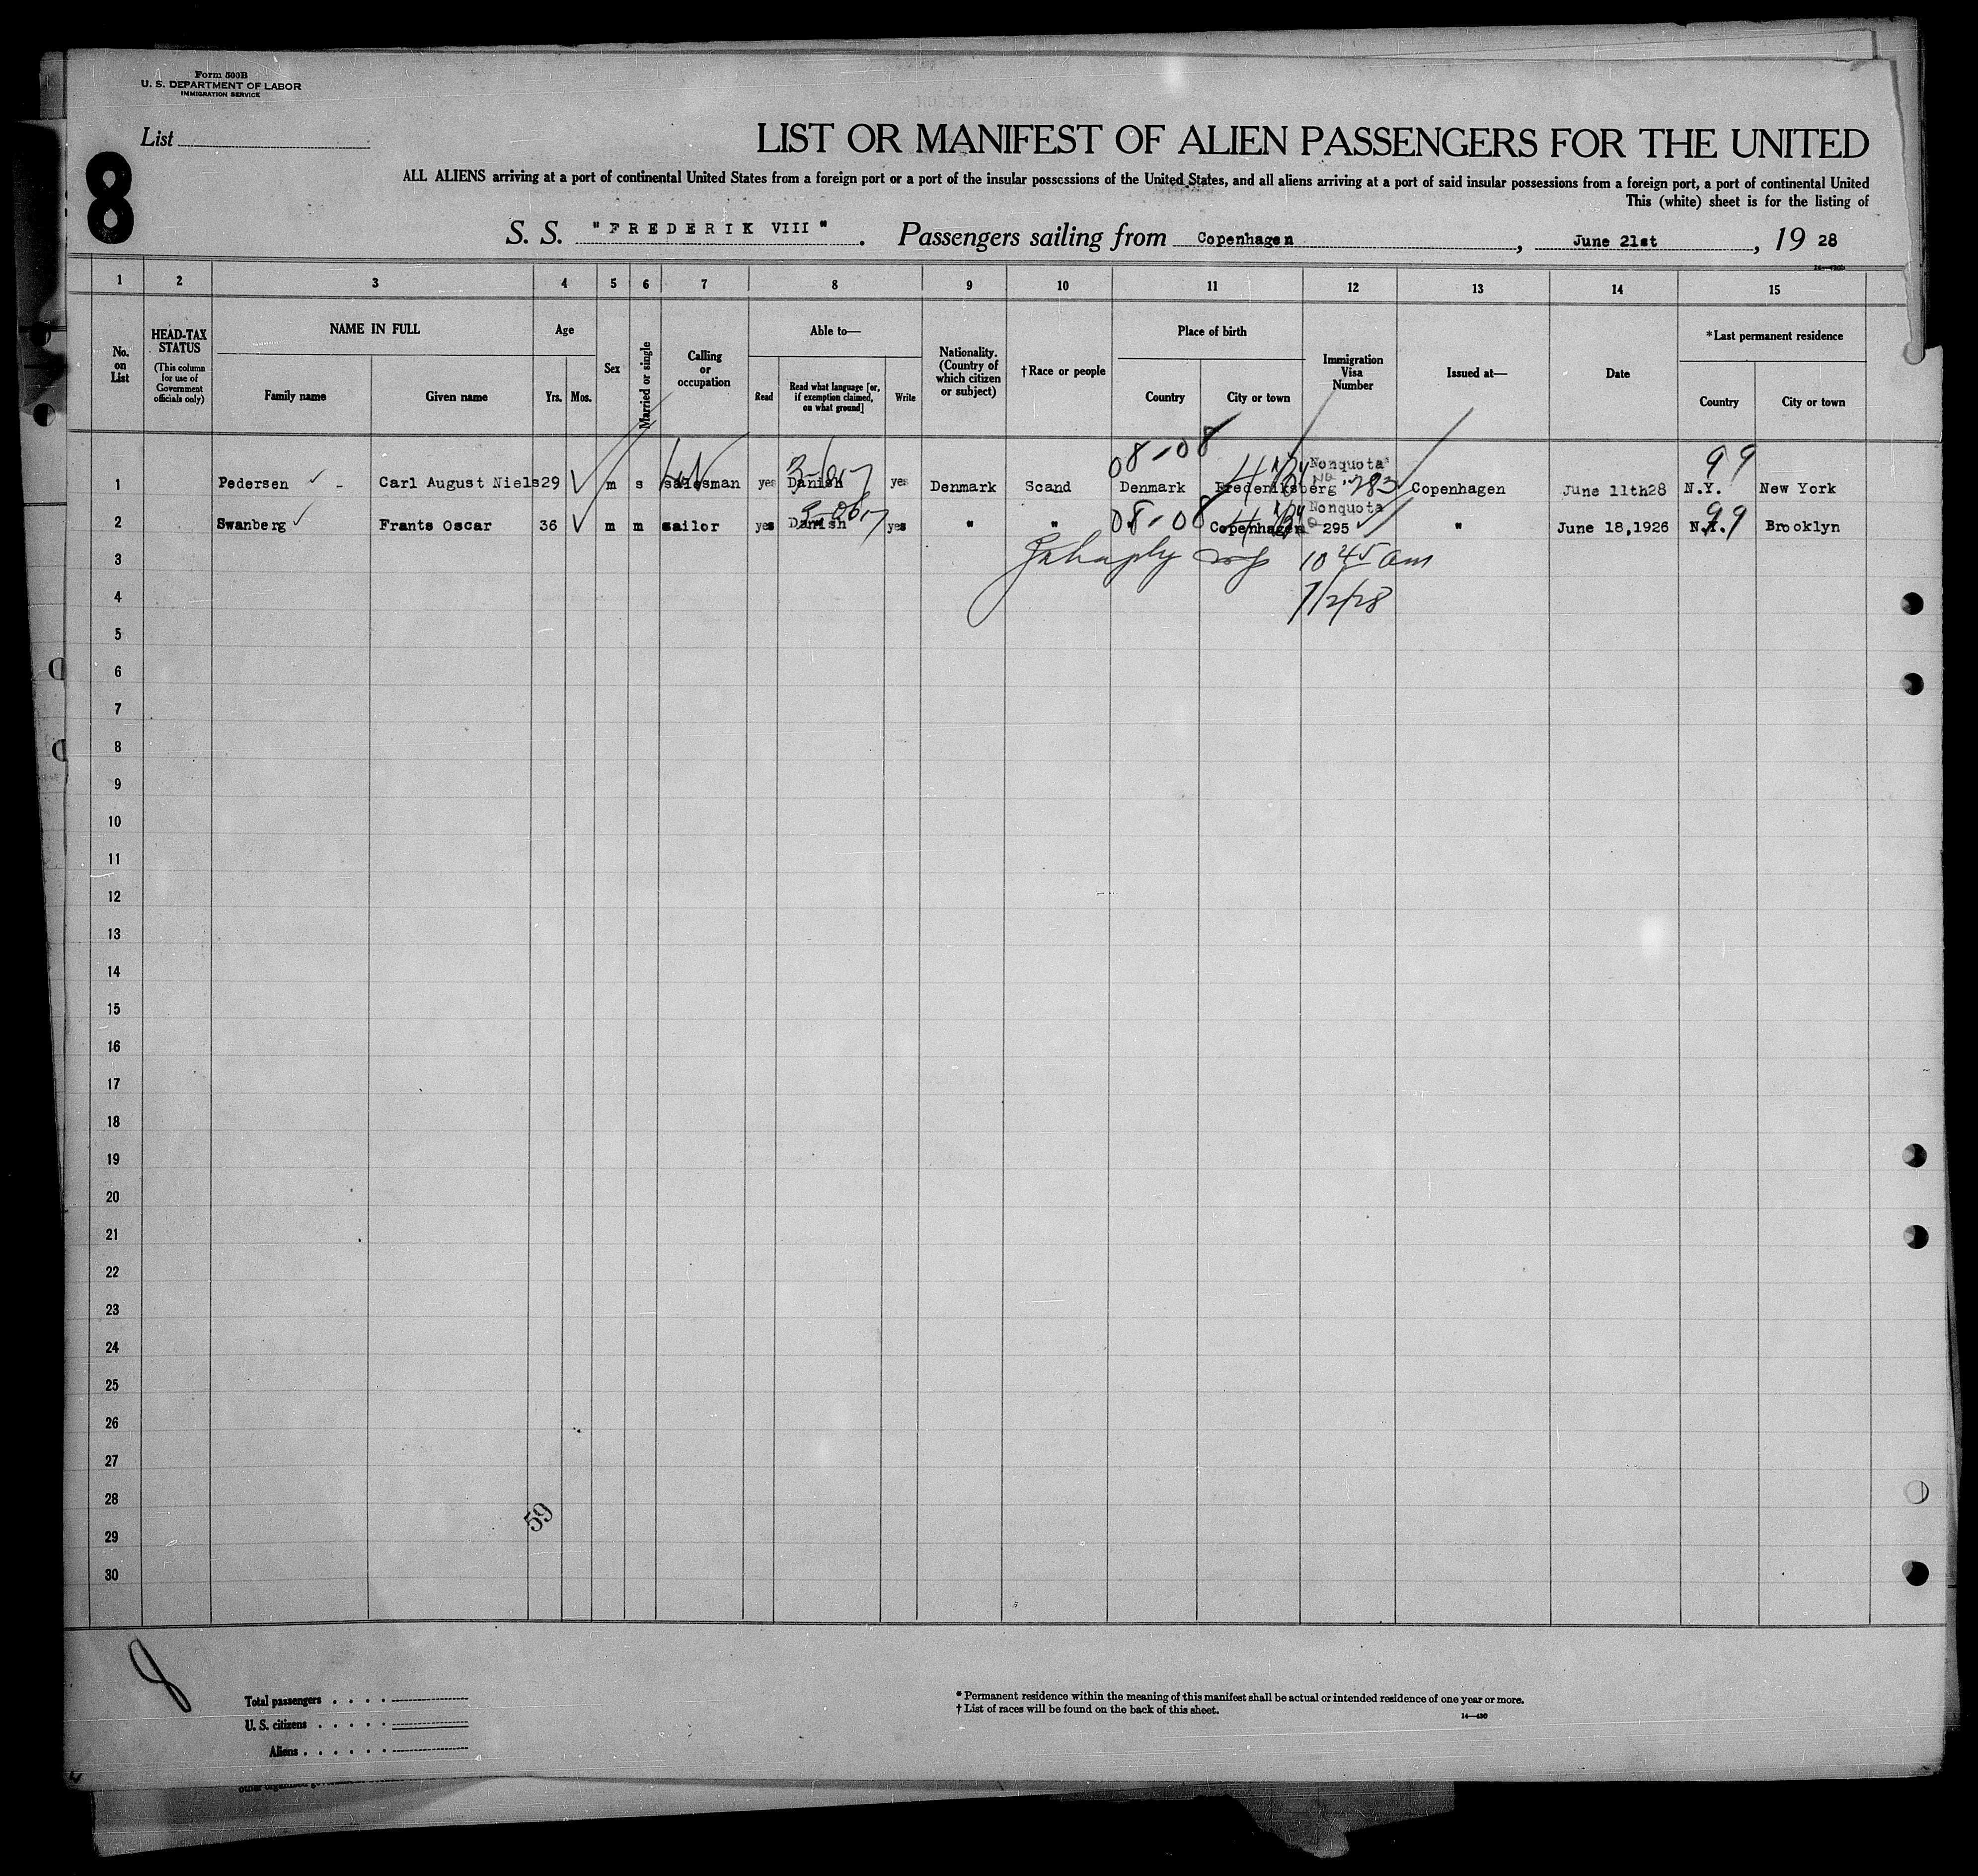 Form 500B
U. S. DEPARTMENT OF LABOR
IMMIGRATION SERVICE
List
8
LIST OR MANIFEST OF ALIEN PASSENGERS FOR THE UNITED
ALL ALIENS arriving at a port of continental United States from a foreign port or a port of the insular possessions of the United States, and all aliens arriving at a port of said insular possessions from a foreign port, a port of continental United
This (white) sheet is for the listing of
S. S. "FREDERIK VIII". Passengers sailing from Copenhagen, June 21st, 19 28
1 2 3 4 5 6 7 8 9 10 11 12 13 14 15
No. on List
HEAD-TAX STATUS
(This column for use of Government officials only)
NAME IN FULL
Family name
Given name
Age
Yrs. Mos.
Sex
Married or single
Calling or occupation
Able to—
Read
Read what language [or, if exemption claimed, on what ground]
Write
Nationality. (Country of which citizen or subject)
†Race or people
Place of birth
Country
City or town
Immigration Visa Number
Issued at—
Date
*Last permanent residence
Country
City or town
08-08 99
1 Pedersen Carl August Niels 29 m s salesman yes Danish yes Denmark Scand Denmark Frederiksberg Nonquota No 283 Copenhagen June 11th28 N.Y. New York
08-08 99
2 Swanberg Frants Oscar 36 m m sailor yes Danish yes " " " Copenhagen Nonquota 295 " June 18,1926 N.Y. Brooklyn
3 10 45 am
4 7/2/28
5
6
7
8
9
10
11
12
13
14
15
16
17
18
19
20
21
22
23
24
25
26
27
28
59
29
30
Total passengers
U. S. citizens
Aliens
* Permanent residence within the meaning of this manifest shall be actual or intended residence of one year or more.
† List of races will be found on the back of this sheet.
14—430